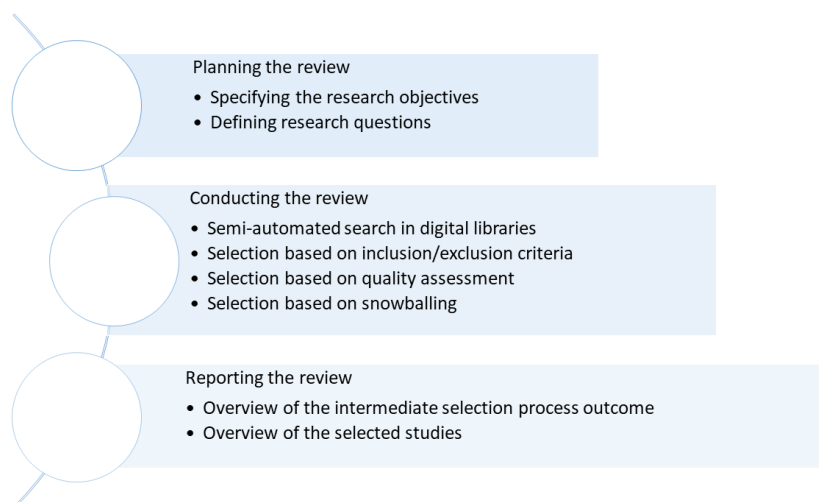 Planning the review
• Specifying the research objectives
• Defining research questions
Conducting the review
• Semi-automated search in digital libraries
• Selection based on inclusion/exclusion criteria
• Selection based on quality assessment
• Selection based on snowballing
Reporting the review
• Overview of the intermediate selection process outcome
• Overview of the selected studies